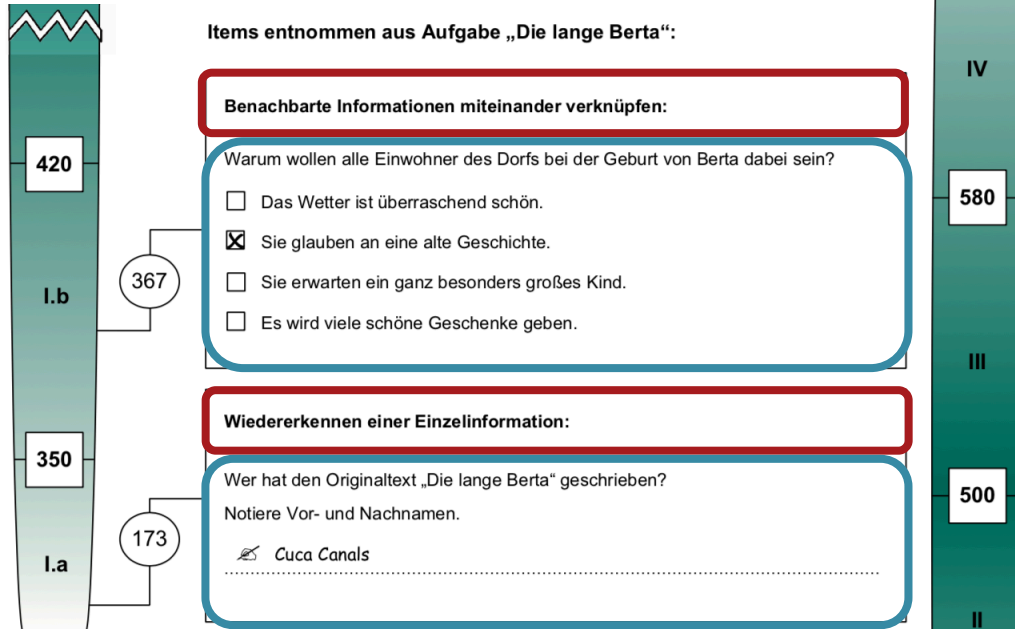 Items entnommen aus Aufgabe „Die lange Berta“:
IV
Benachbarte Informationen miteinander verknüpfen:
420
Warum wollen alle Einwohner des Dorfs bei der Geburt von Berta dabei sein?
580
Das Wetter ist überraschend schön.
Sie glauben an eine alte Geschichte.
367
Sie erwarten ein ganz besonders großes Kind.
I.b
Es wird viele schöne Geschenke geben.
III
Wiedererkennen einer Einzelinformation:
350
Wer hat den Originaltext „Die lange Berta“ geschrieben?
500
Notiere Vor- und Nachnamen.
173
Cuca Canals
I.a
II